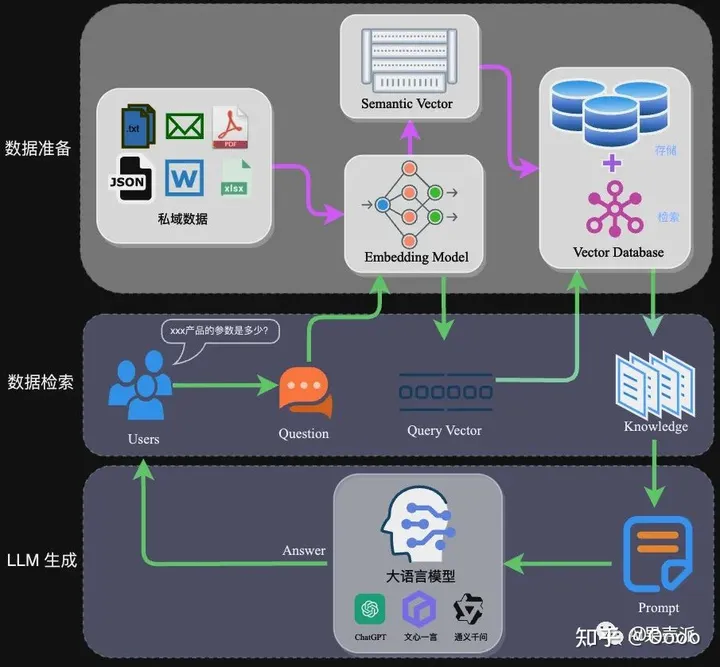 数据准备
.txt
PDF
JSON
W
xlsx
私域数据
Semantic Vector
Embedding Model
存储
检索
Vector Database
数据检索
xxx产品的参数是多少?
Users
Question
Query Vector
Knowledge
LLM 生成
Answer
大语言模型
ChatGPT
文心一言
通义千问
Prompt
知乎